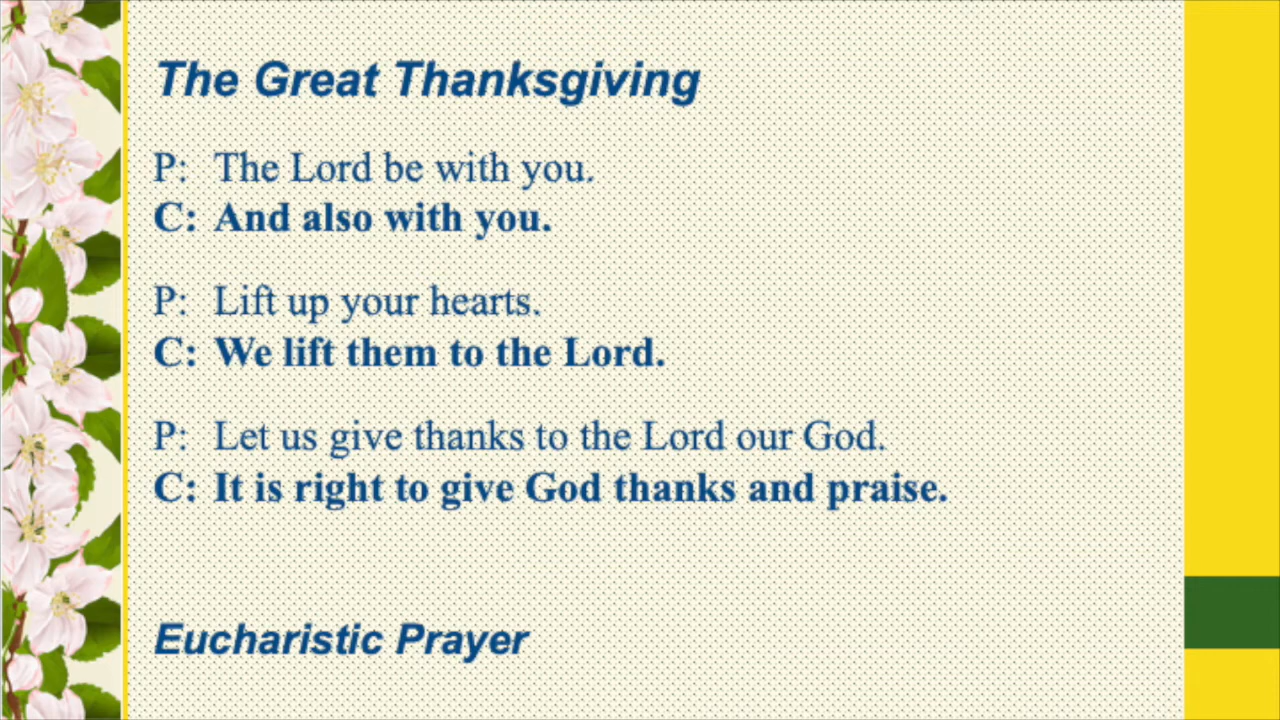 The Great Thanksgiving
P: The Lord be with you.
C: And also with you.
P: Lift up your hearts.
C: We lift them to the Lord.
P: Let us give thanks to the Lord our God.
C: It is right to give God thanks and praise.
Eucharistic Prayer